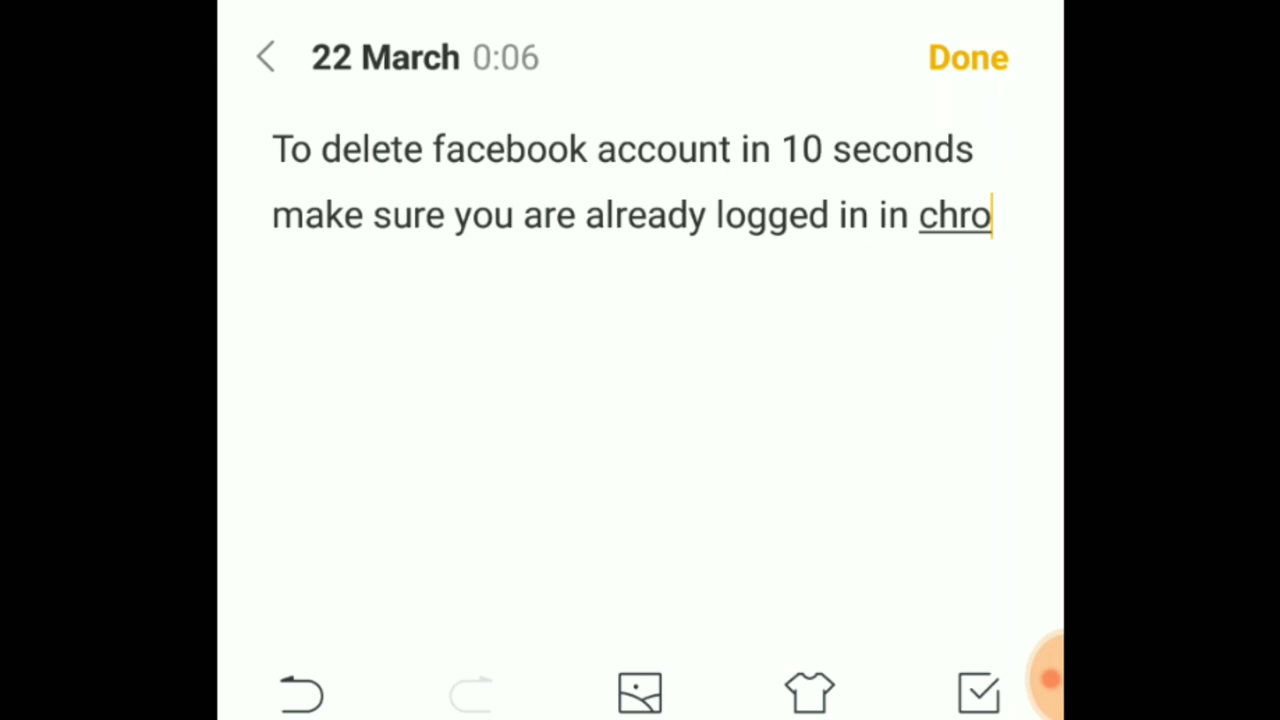 22 March 0:06 Done
To delete facebook account in 10 seconds
make sure you are already logged in in chro